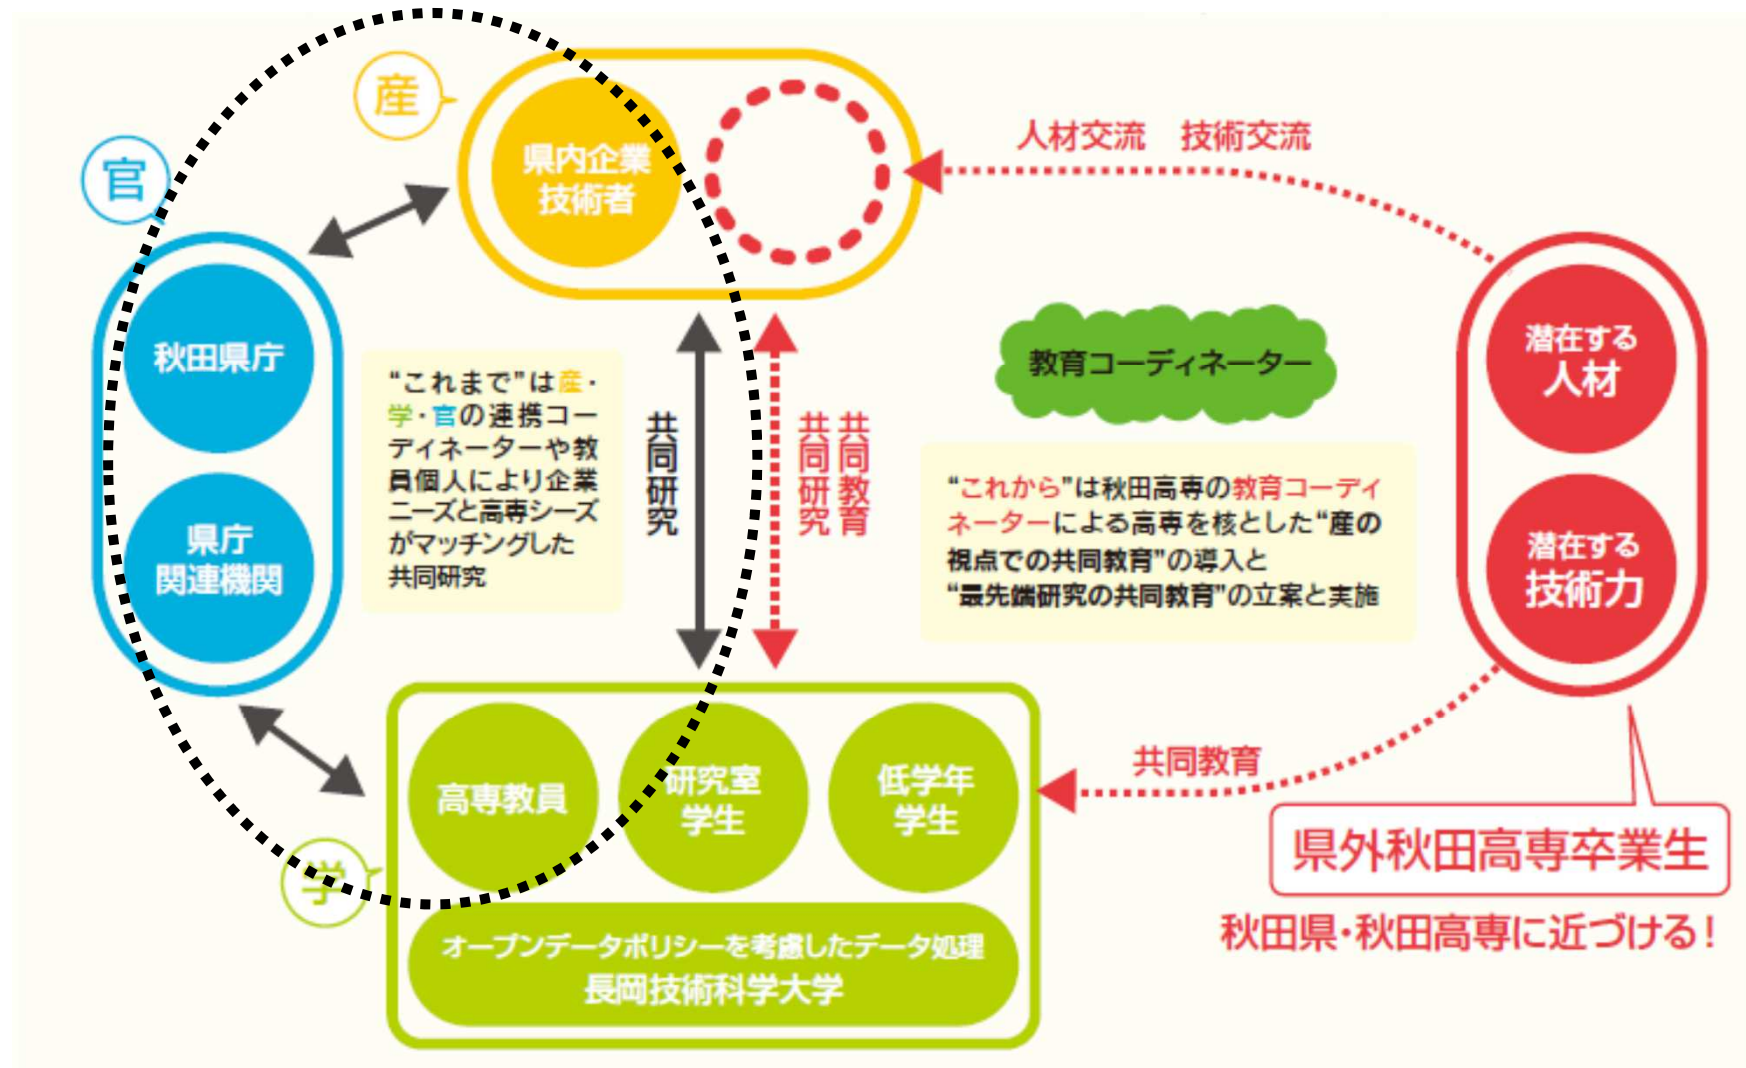 産
官
県内企業
技術者
人材交流 技術交流
秋田県庁
県庁
関連機関
“これまで”は産・
学・官の連携コー
ディネーターや教
員個人により企業
ニーズと高専シーズ
がマッチングした
共同研究
共同研究
共同研究
共同教育
教育コーディネーター
“これから”は秋田高専の教育コーディ
ネーターによる高専を核とした“産の
視点での共同教育”の導入と
“最先端研究の共同教育”の立案と実施
潜在する
人材
潜在する
技術力
学
高専教員
研究室
学生
低学年
学生
共同教育
オープンデータポリシーを考慮したデータ処理
長岡技術科学大学
県外秋田高専卒業生
秋田県・秋田高専に近づける！